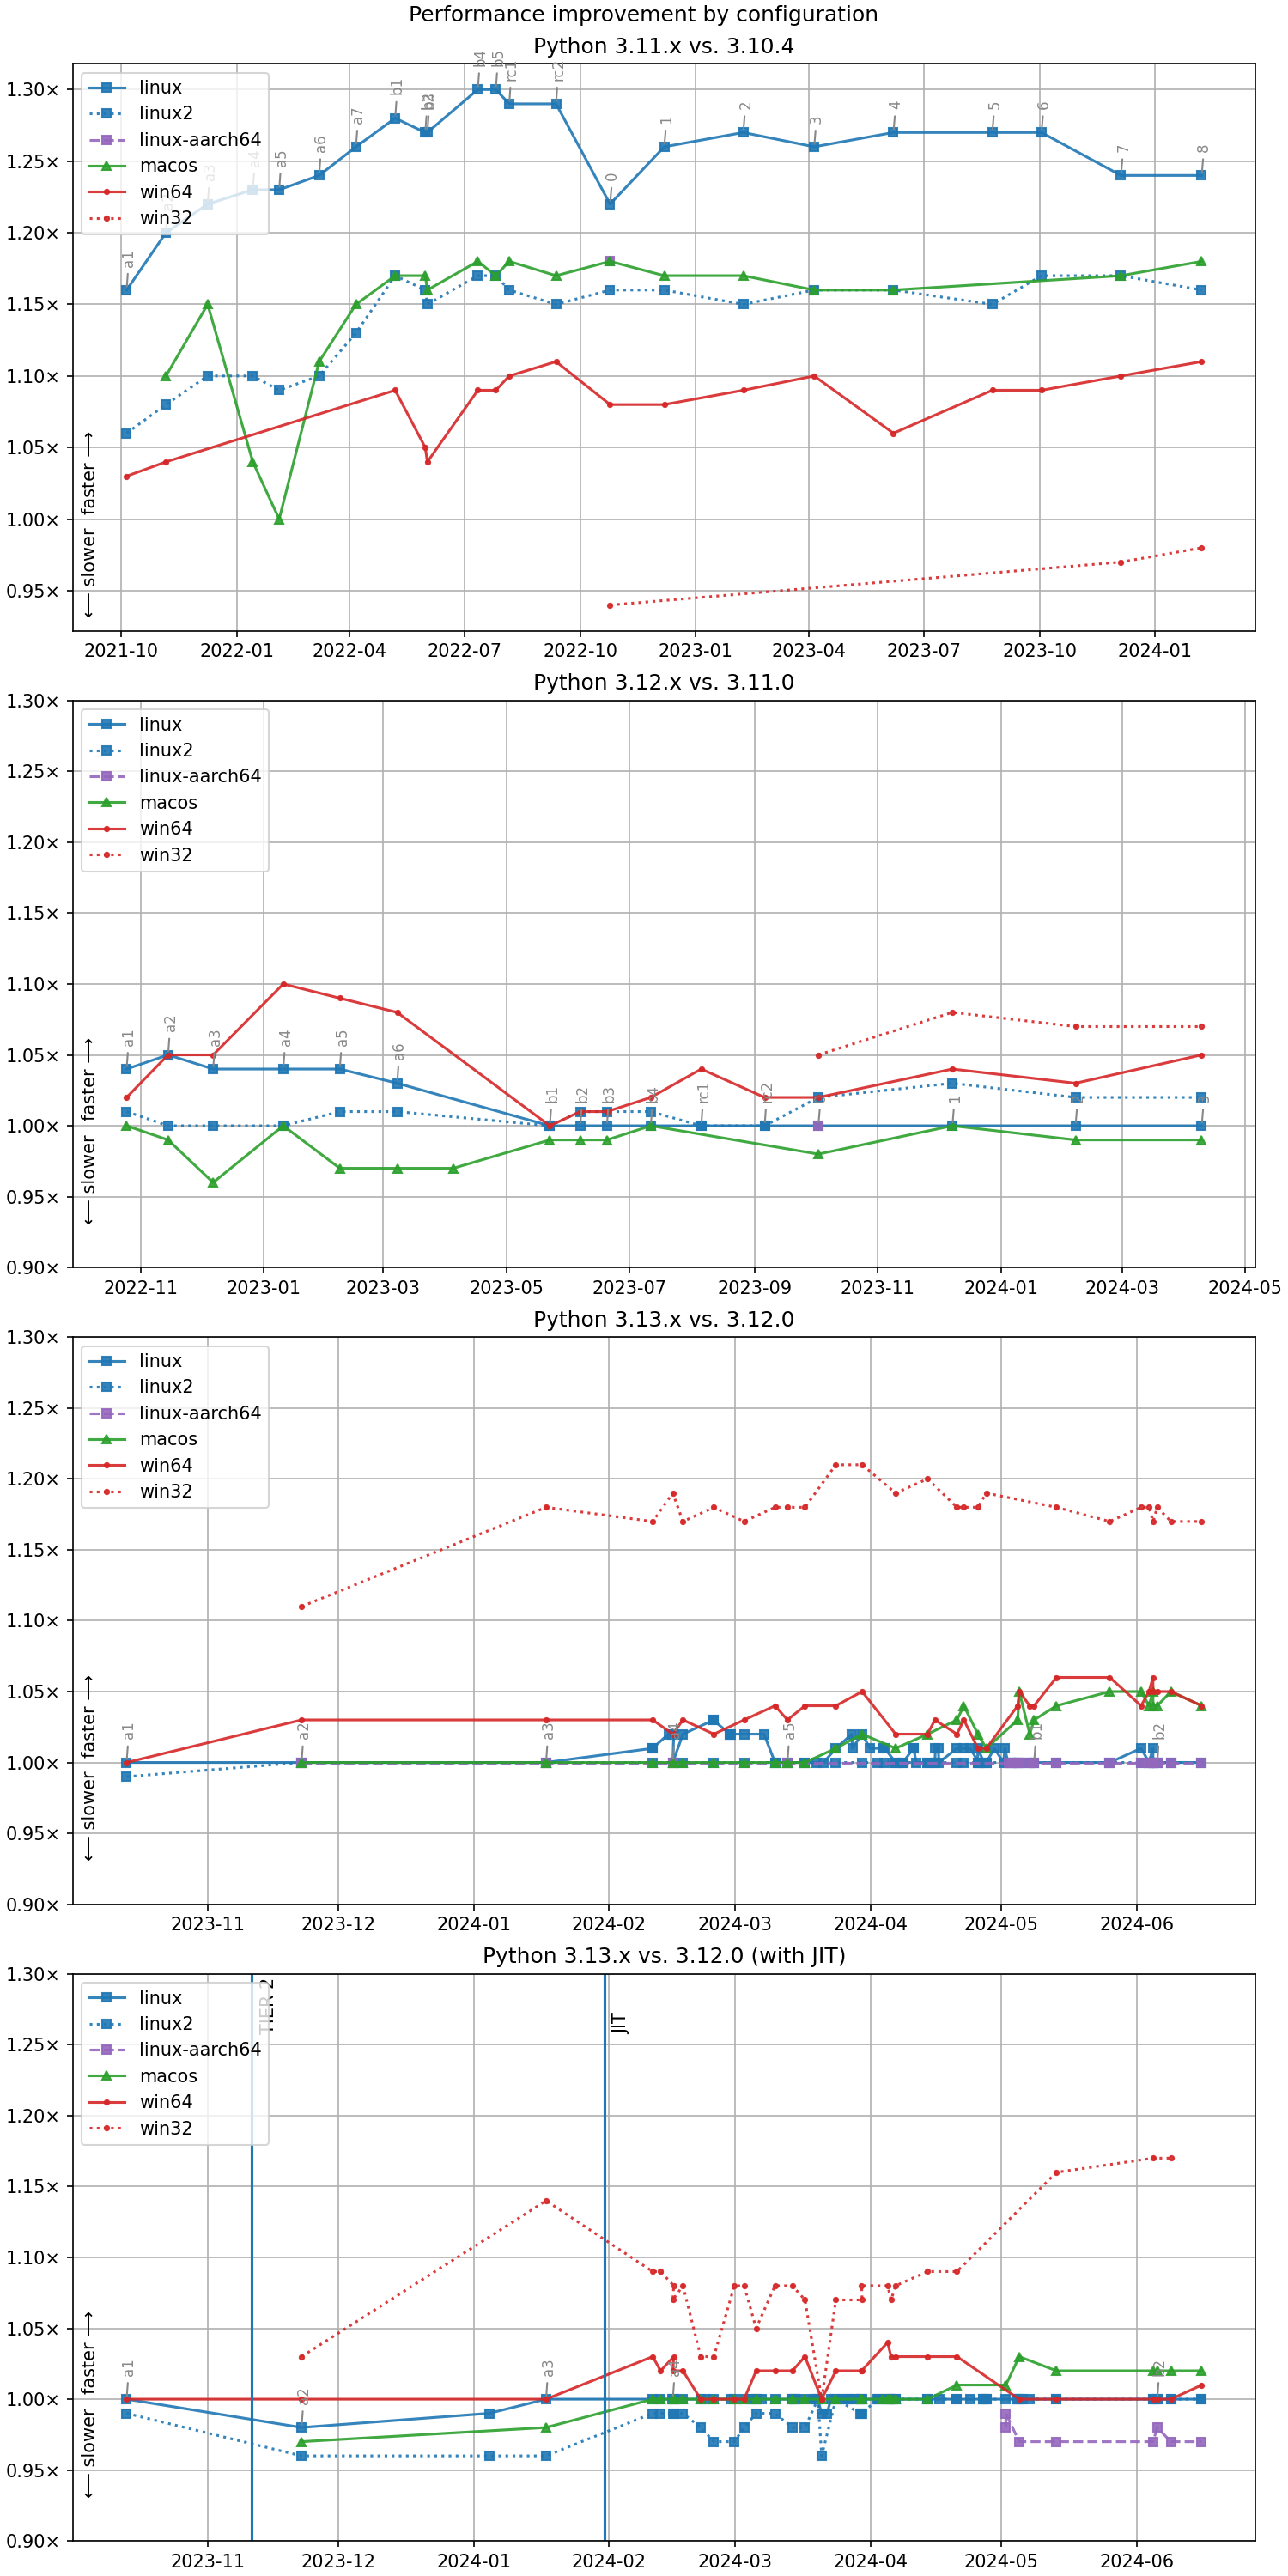 Performance improvement by configuration
Python 3.11.x vs. 3.10.4
1.30×
1.25×
1.20×
1.15×
1.10×
1.05×
1.00×
0.95×
linux
linux2
linux-aarch64
macos
win64
win32
a1
a3
a4
a5
a6
a7
b1
b4
b5
rc1
rc2
0
1
2
3
4
5
6
7
8
⟵ slower  faster ⟶
2021-10 2022-01 2022-04 2022-07 2022-10 2023-01 2023-04 2023-07 2023-10 2024-01
Python 3.12.x vs. 3.11.0
1.30×
1.25×
1.20×
1.15×
1.10×
1.05×
1.00×
0.95×
0.90×
linux
linux2
linux-aarch64
macos
win64
win32
a1
a2
a3
a4
a5
a6
b1
b2
b3
b4
rc1
rc2
1
⟵ slower  faster ⟶
2022-11 2023-01 2023-03 2023-05 2023-07 2023-09 2023-11 2024-01 2024-03 2024-05
Python 3.13.x vs. 3.12.0
1.30×
1.25×
1.20×
1.15×
1.10×
1.05×
1.00×
0.95×
0.90×
linux
linux2
linux-aarch64
macos
win64
win32
a1
a2
a3
a4
a5
b1
b2
⟵ slower  faster ⟶
2023-11 2023-12 2024-01 2024-02 2024-03 2024-04 2024-05 2024-06
Python 3.13.x vs. 3.12.0 (with JIT)
1.30×
1.25×
1.20×
1.15×
1.10×
1.05×
1.00×
0.95×
0.90×
linux
linux2
linux-aarch64
macos
win64
win32
TIER 2
JIT
a1
a2
a3
a4
b2
⟵ slower  faster ⟶
2023-11 2023-12 2024-01 2024-02 2024-03 2024-04 2024-05 2024-06